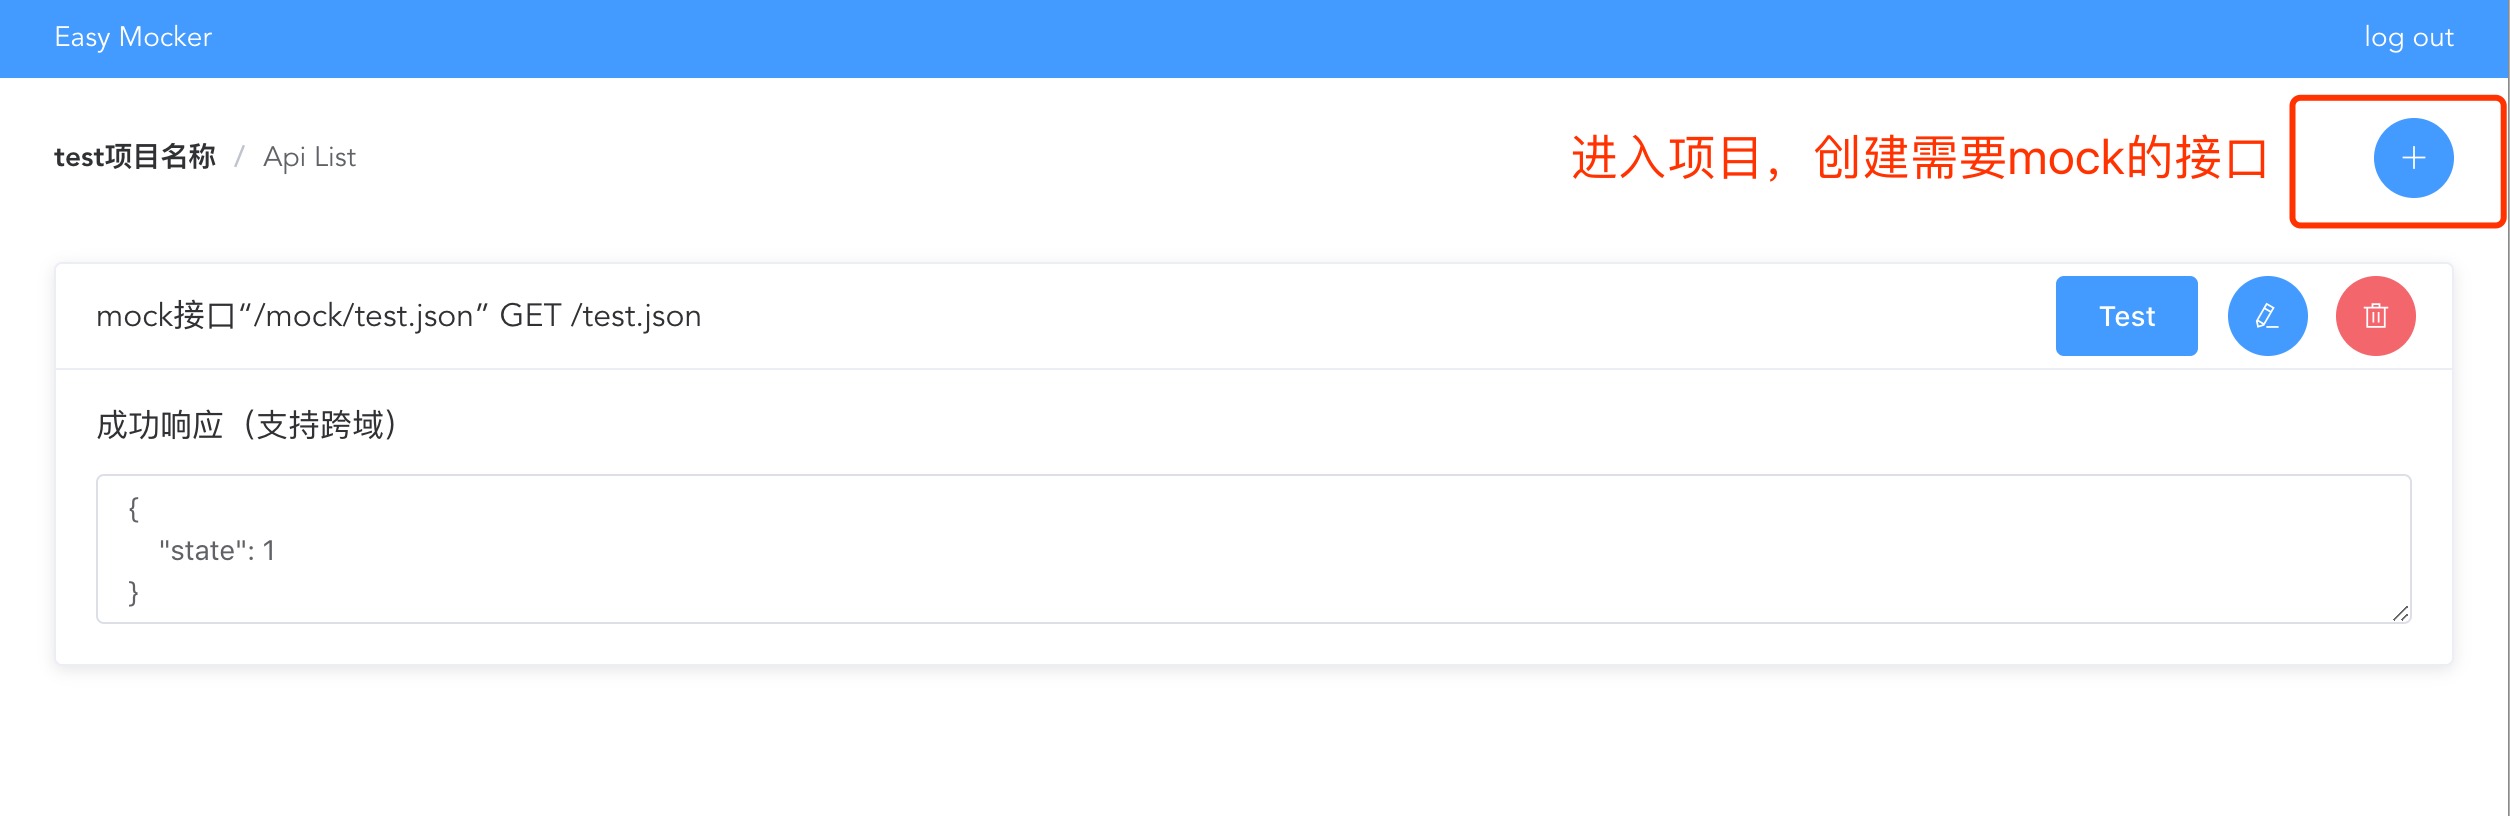 Easy Mocker
log out
test项目名称 / Api List
进入项目，创建需要mock的接口
mock接口“/mock/test.json” GET /test.json
Test
成功响应（支持跨域）
{
"state": 1
}